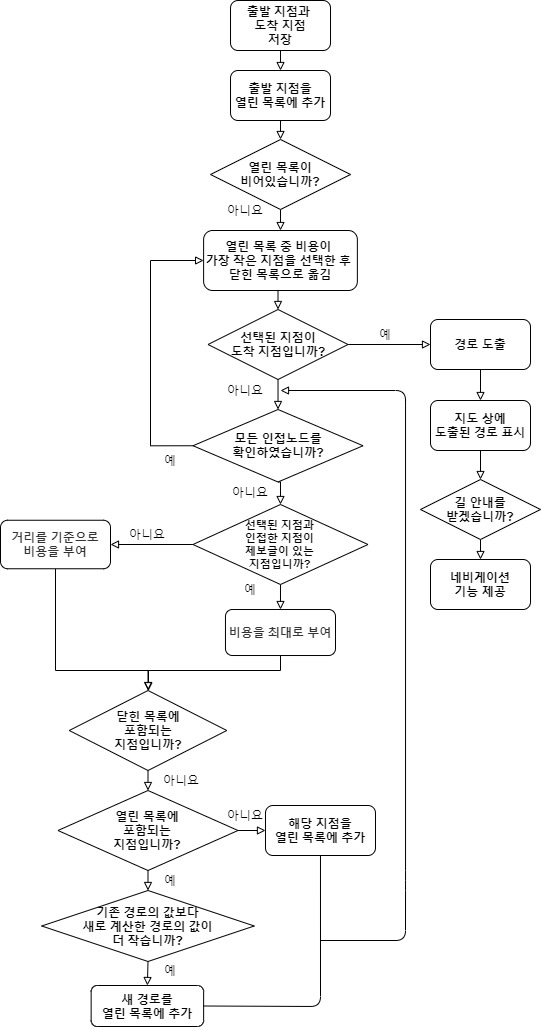 출발 지점과
도착 지점
저장
출발 지점을
열린 목록에 추가
열린 목록이
비어있습니까?
아니요
열린 목록 중 비용이
가장 작은 지점을 선택한 후
닫힌 목록으로 옮김
선택된 지점이
도착 지점입니까?
예
경로 도출
아니요
지도 상에
도출된 경로 표시
모든 인접노드를
확인하였습니까?
예
아니요
길 안내를
받겠습니까?
선택된 지점과
인접한 지점이
제보글이 있는
지점입니까?
아니요
거리를 기준으로
비용을 부여
네비게이션
기능 제공
예
비용을 최대로 부여
닫힌 목록에
포함되는
지점입니까?
아니요
열린 목록에
포함되는
지점입니까?
아니요
해당 지점을
열린 목록에 추가
예
기존 경로의 값보다
새로 계산한 경로의 값이
더 작습니까?
예
새 경로를
열린 목록에 추가